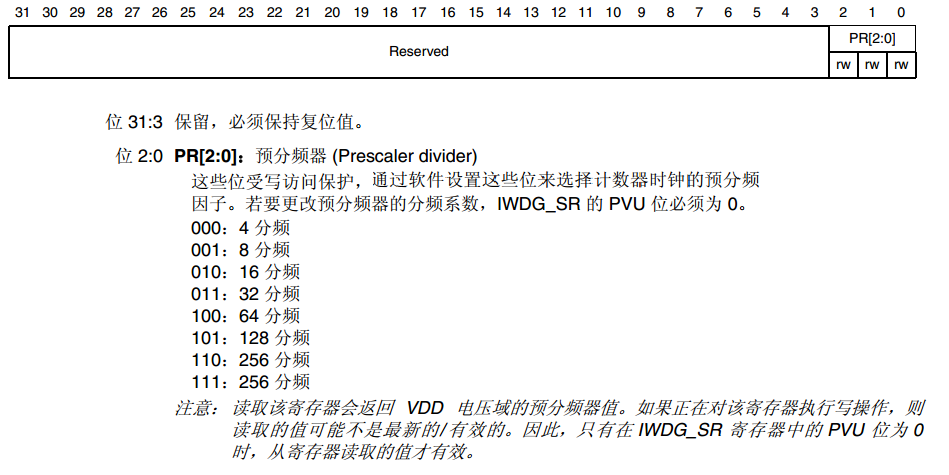 31 30 29 28 27 26 25 24 23 22 21 20 19 18 17 16 15 14 13 12 11 10 9 8 7 6 5 4 3 2 1 0
Reserved
PR[2:0]
rw rw rw
位 31:3 保留，必须保持复位值。
位 2:0 PR[2:0]：预分频器 (Prescaler divider)
这些位受写访问保护，通过软件设置这些位来选择计数器时钟的预分频
因子。若要更改预分频器的分频系数，IWDG_SR 的 PVU 位必须为 0。
000：4 分频
001：8 分频
010：16 分频
011：32 分频
100：64 分频
101：128 分频
110：256 分频
111：256 分频
注意：读取该寄存器会返回 VDD 电压域的预分频器值。如果正在对该寄存器执行写操作，则
读取的值可能不是最新的/有效的。因此，只有在 IWDG_SR 寄存器中的 PVU 位为 0
时，从寄存器读取的值才有效。